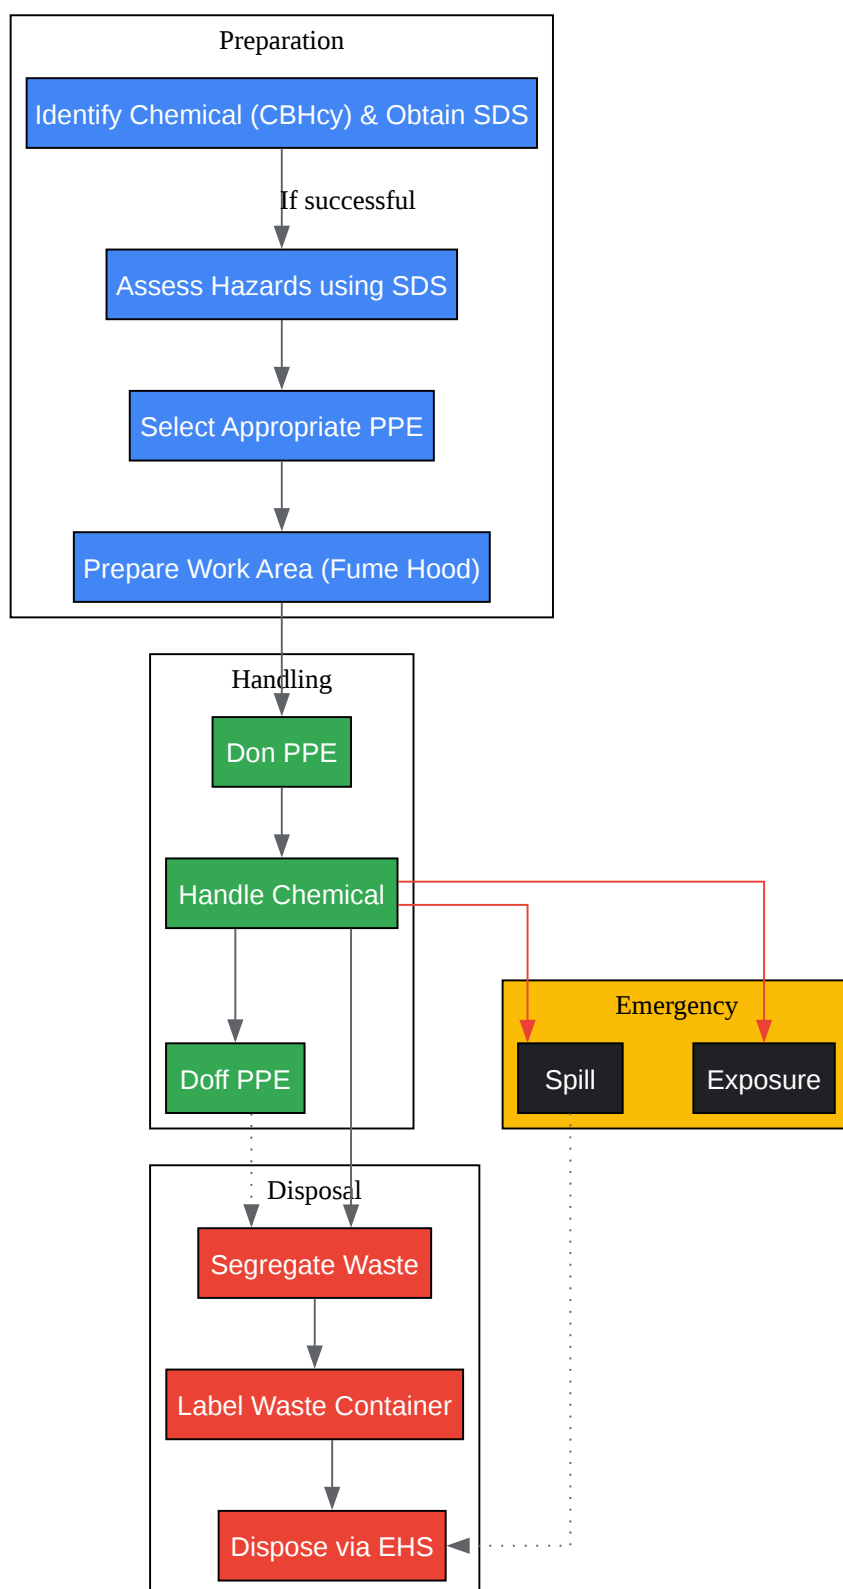 Preparation
Identify Chemical (CBHcy) & Obtain SDS
If successful
Assess Hazards using SDS
Select Appropriate PPE
Prepare Work Area (Fume Hood)
Handling
Don PPE
Handle Chemical
Doff PPE
Emergency
Spill
Exposure
Disposal
Segregate Waste
Label Waste Container
Dispose via EHS